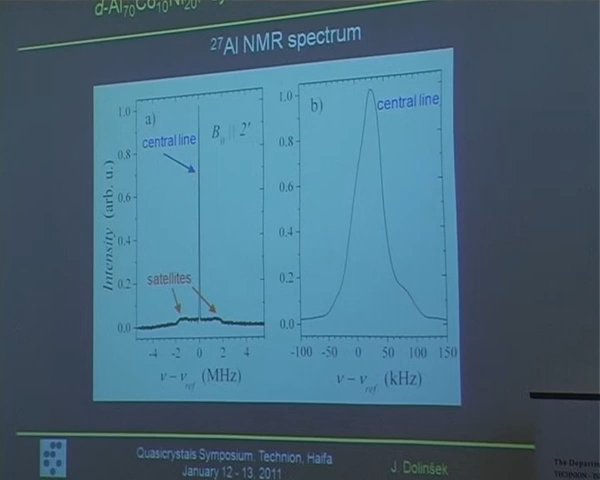 d-Al70Co10Ni20,
27Al NMR spectrum
a)
central line
B0 || 2'
satellites
Intensity (arb. u.)
1.0
0.8
0.6
0.4
0.2
0.0
-4 -2 0 2 4
ν − νref (MHz)
b)
central line
1.0
0.8
0.6
0.4
0.2
0.0
-100 -50 0 50 100 150
ν − νref (kHz)
Quasicrystals Symposium. Technion, Haifa
January 12 - 13, 2011
J. Dolinšek
The Departm
TECHNION